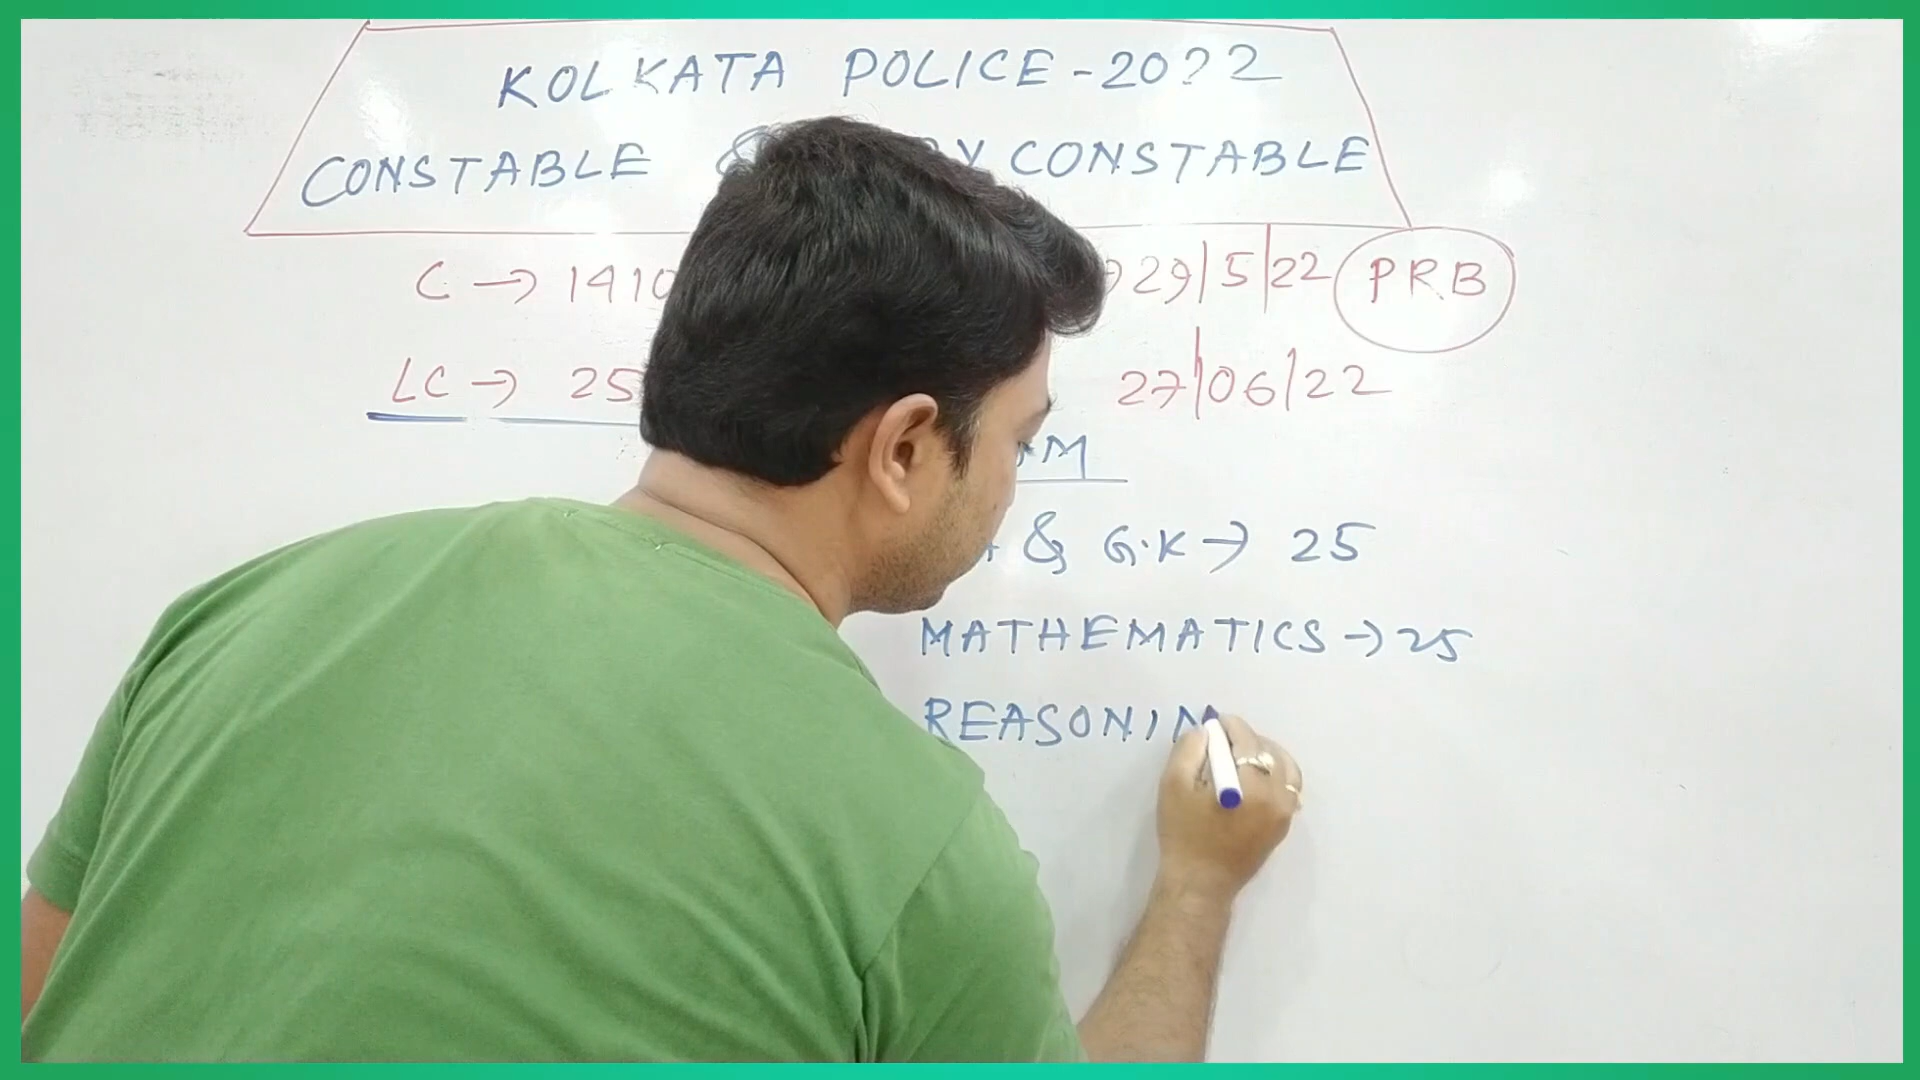 KOLKATA POLICE-2022
CONSTABLE & CONSTABLE
C → 1410 29/5/22 PRB
LC → 25 27/06/22
& G.K → 25
MATHEMATICS → 25
REASONIN